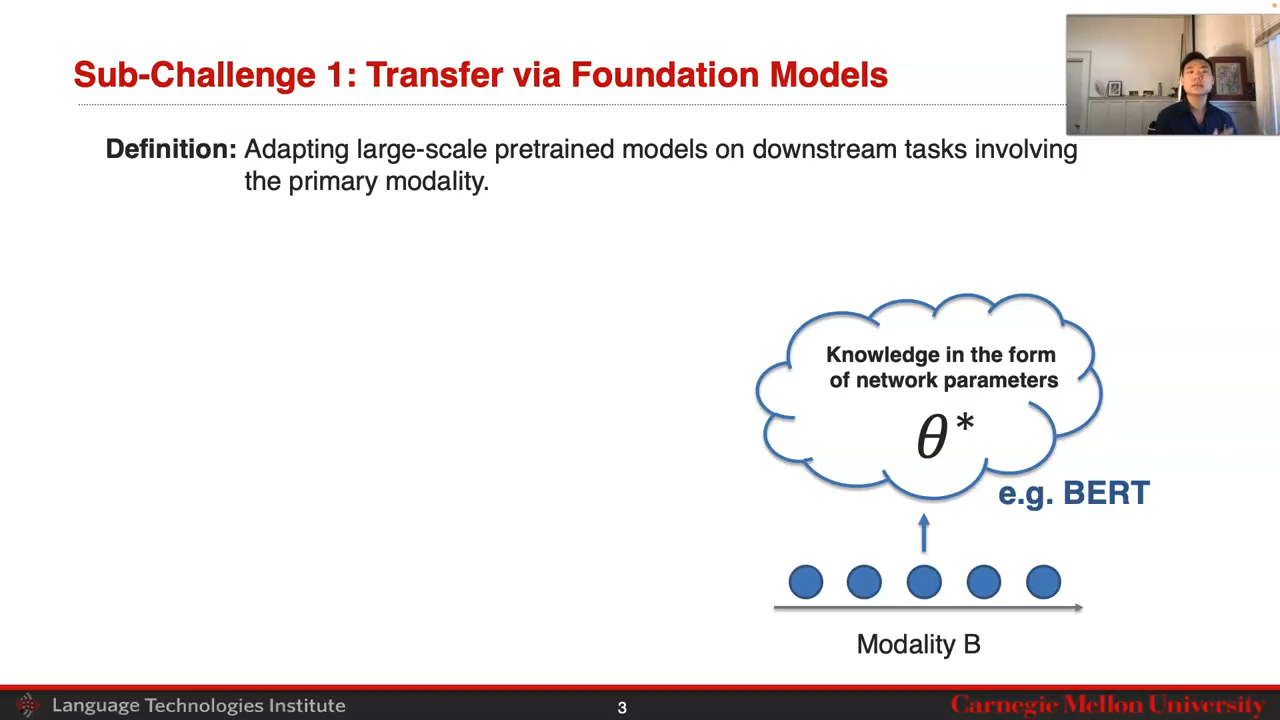 Sub-Challenge 1: Transfer via Foundation Models
Definition: Adapting large-scale pretrained models on downstream tasks involving
the primary modality.
Knowledge in the form
of network parameters
θ*
e.g. BERT
Modality B
Language Technologies Institute
3
Carnegie Mellon University